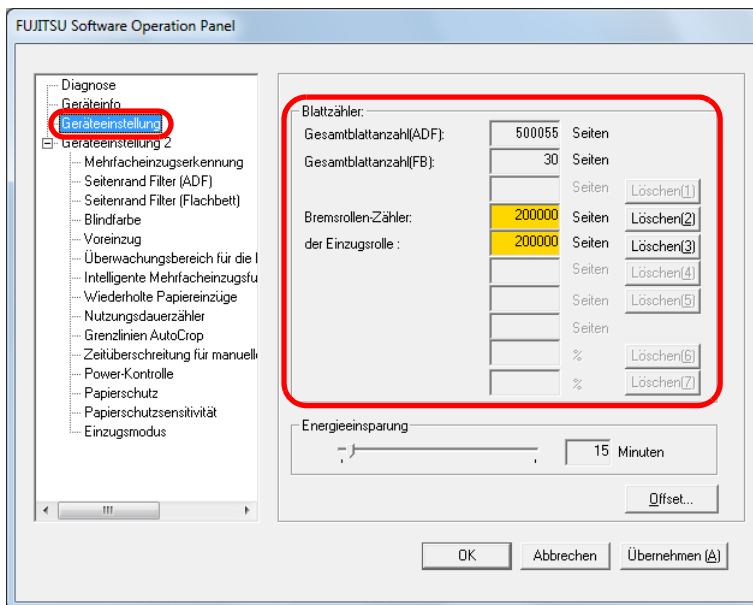 FUJITSU Software Operation Panel
Diagnose
Geräteinfo
Geräteeinstellung
Geräteeinstellung 2
Mehrfacheinzugserkennung
Seitenrand Filter (ADF)
Seitenrand Filter (Flachbett)
Blindfarbe
Voreinzug
Überwachungsbereich für die I
Intelligente Mehrfacheinzugsfu
Wiederholte Papiereinzüge
Nutzungsdauerzähler
Grenzlinien AutoCrop
Zeitüberschreitung für manuell
Power-Kontrolle
Papierschutz
Papierschutzsensitivität
Einzugsmodus
Blattzähler:
Gesamtblattanzahl(ADF): 500055 Seiten
Gesamtblattanzahl(FB): 30 Seiten
Seiten Löschen(1)
Bremsrollen-Zähler: 200000 Seiten Löschen(2)
der Einzugsrolle : 200000 Seiten Löschen(3)
Seiten Löschen(4)
Seiten Löschen(5)
Seiten
% Löschen(6)
% Löschen(7)
Energieeinsparung
15 Minuten
Offset...
OK Abbrechen Übernehmen (A)